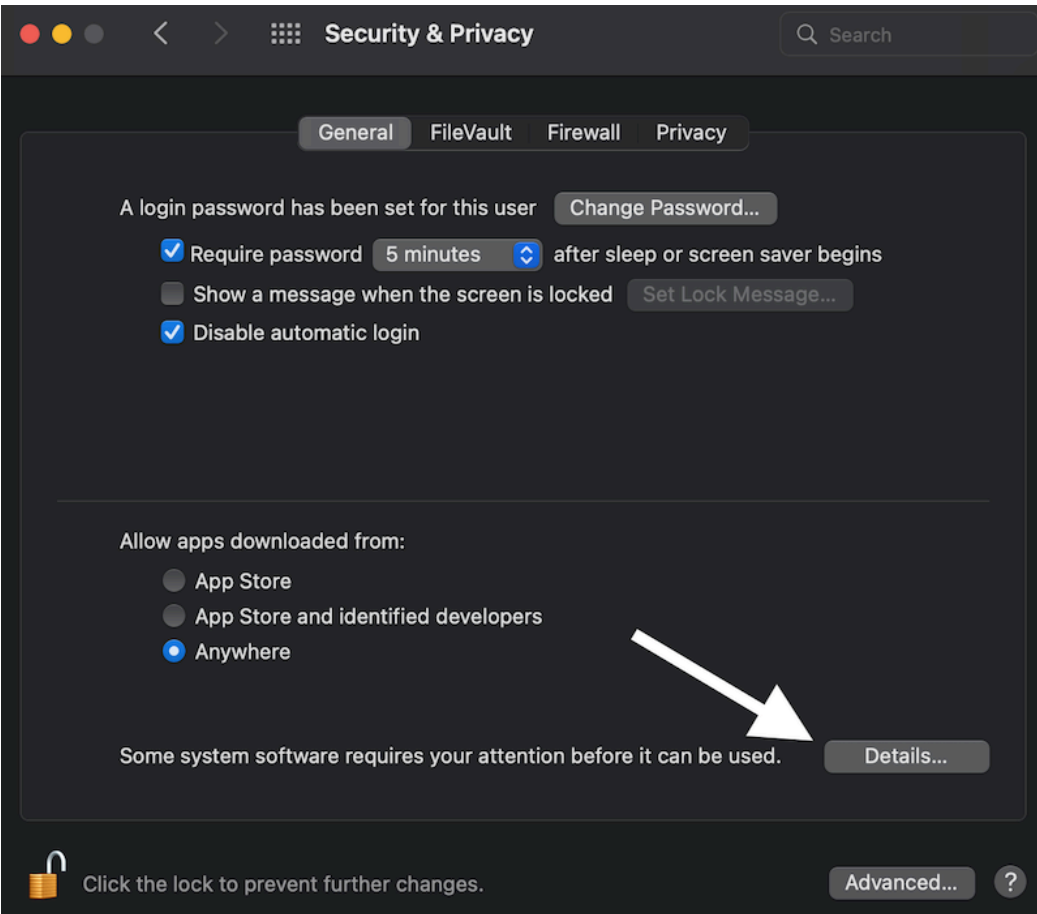 Security & Privacy
Search
General FileVault Firewall Privacy
A login password has been set for this user Change Password...
Require password 5 minutes after sleep or screen saver begins
Show a message when the screen is locked Set Lock Message...
Disable automatic login
Allow apps downloaded from:
App Store
App Store and identified developers
Anywhere
Some system software requires your attention before it can be used. Details...
Click the lock to prevent further changes. Advanced... ?